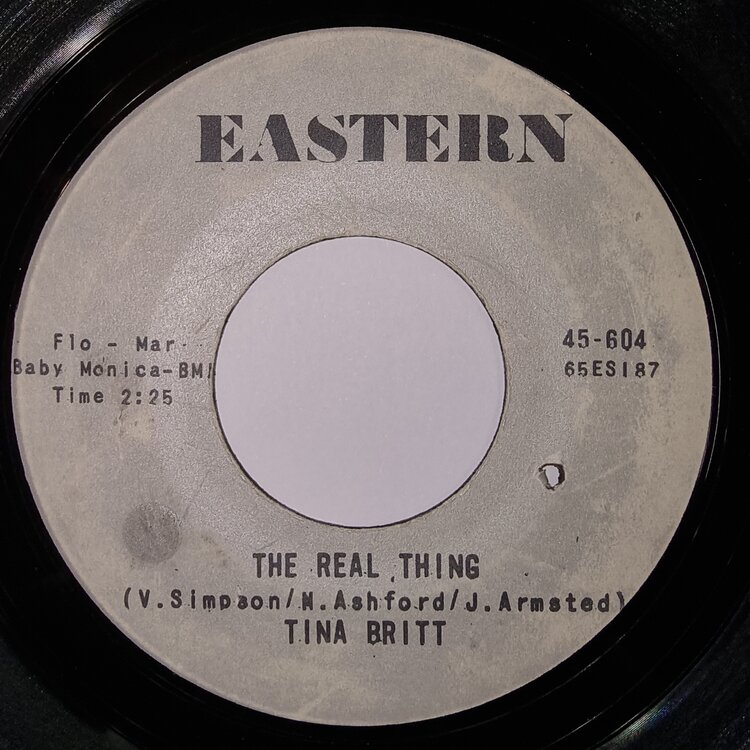 EASTERN
Flo - Mar
Baby Monica-BMI
Time 2:25
45-604
65ES187
THE REAL THING
(V.Simpson/N.Ashford/J.Armsted)
TINA BRITT